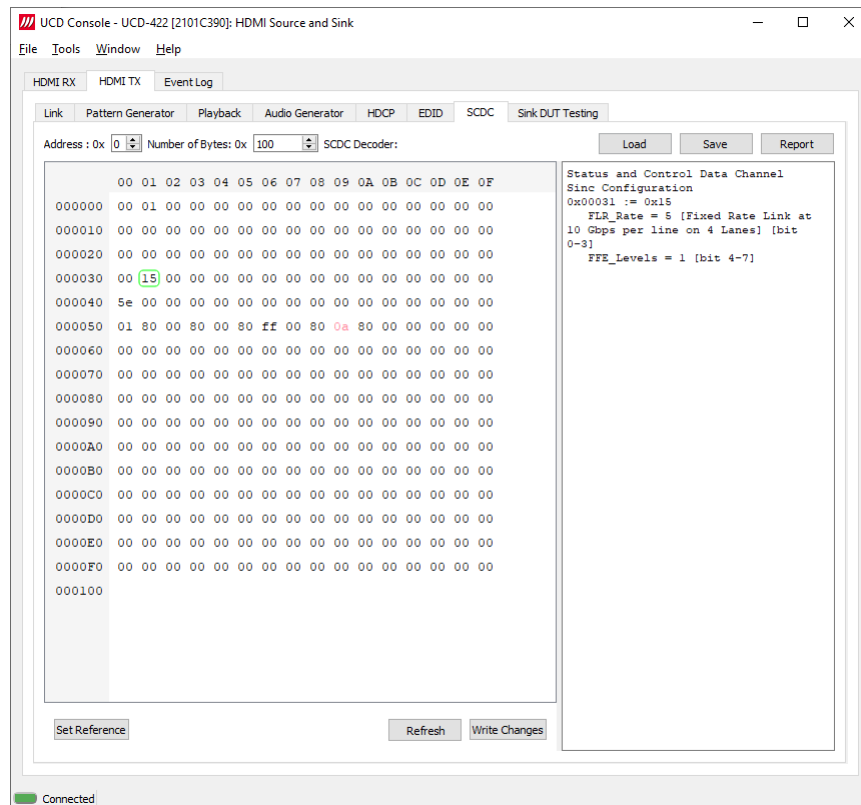 UCD Console - UCD-422 [2101C390]: HDMI Source and Sink
File Tools Window Help
HDMI RX HDMI TX Event Log
Link Pattern Generator Playback Audio Generator HDCP EDID SCDC Sink DUT Testing
Address : 0x 0 Number of Bytes: 0x 100 SCDC Decoder: Load Save Report
00 01 02 03 04 05 06 07 08 09 0A 0B 0C 0D 0E 0F
000000 00 01 00 00 00 00 00 00 00 00 00 00 00 00 00 00
000010 00 00 00 00 00 00 00 00 00 00 00 00 00 00 00 00
000020 00 00 00 00 00 00 00 00 00 00 00 00 00 00 00 00
000030 00 15 00 00 00 00 00 00 00 00 00 00 00 00 00 00
000040 5e 00 00 00 00 00 00 00 00 00 00 00 00 00 00 00
000050 01 80 00 80 00 80 ff 00 80 0a 80 00 00 00 00 00
000060 00 00 00 00 00 00 00 00 00 00 00 00 00 00 00 00
000070 00 00 00 00 00 00 00 00 00 00 00 00 00 00 00 00
000080 00 00 00 00 00 00 00 00 00 00 00 00 00 00 00 00
000090 00 00 00 00 00 00 00 00 00 00 00 00 00 00 00 00
0000A0 00 00 00 00 00 00 00 00 00 00 00 00 00 00 00 00
0000B0 00 00 00 00 00 00 00 00 00 00 00 00 00 00 00 00
0000C0 00 00 00 00 00 00 00 00 00 00 00 00 00 00 00 00
0000D0 00 00 00 00 00 00 00 00 00 00 00 00 00 00 00 00
0000E0 00 00 00 00 00 00 00 00 00 00 00 00 00 00 00 00
0000F0 00 00 00 00 00 00 00 00 00 00 00 00 00 00 00 00
000100
Status and Control Data Channel
Sinc Configuration
0x00031 := 0x15
FLR_Rate = 5 [Fixed Rate Link at
10 Gbps per line on 4 Lanes] [bit
0-3]
FFE_Levels = 1 [bit 4-7]
Set Reference Refresh Write Changes
Connected